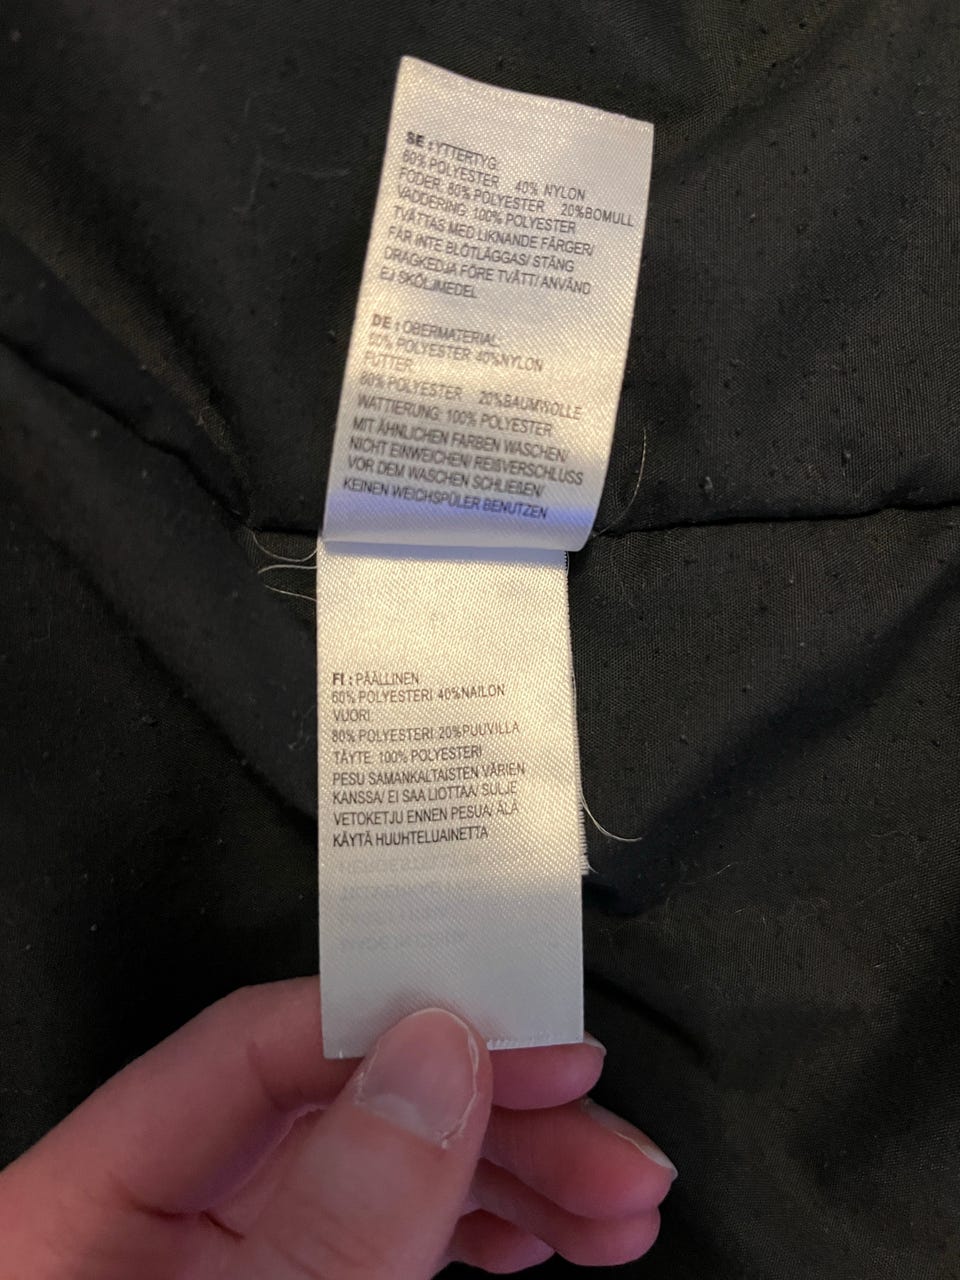 SE : YTTERTYG:
60% POLYESTER 40% NYLON
FODER: 80% POLYESTER 20%BOMULL
VADDERING: 100% POLYESTER
TVÄTTAS MED LIKNANDE FÄRGER/
FÅR INTE BLÖTLÄGGAS/ STÄNG
DRAGKEDJA FÖRE TVÄTT/ ANVÄND
EJ SKÖLJMEDEL
DE : OBERMATERIAL:
60% POLYESTER 40%NYLON
FUTTER:
80% POLYESTER 20%BAUMWOLLE
WATTIERUNG: 100% POLYESTER
MIT ÄHNLICHEN FARBEN WASCHEN/
NICHT EINWEICHEN/ REIßVERSCHLUSS
VOR DEM WASCHEN SCHLIEßEN/
KEINEN WEICHSPÜLER BENUTZEN
FI : PÄÄLLINEN
60% POLYESTERI 40%NAILON
VUORI
80% POLYESTERI 20%PUUVILLA
TÄYTE: 100% POLYESTERI
PESU SAMANKALTAISTEN VÄRIEN
KANSSA/ EI SAA LIOTTAA/ SULJE
VETOKETJU ENNEN PESUA/ ÄLÄ
KÄYTÄ HUUHTELUAINETTA